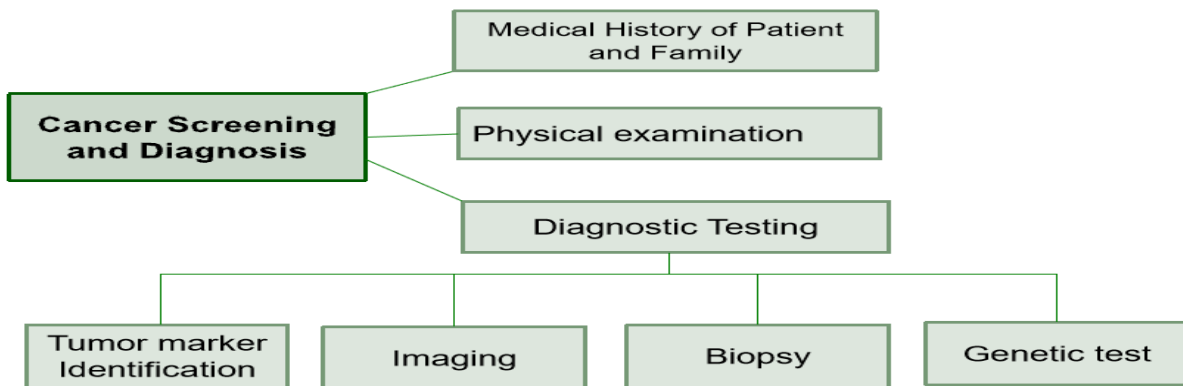 Medical History of Patient
and Family
Cancer Screening
and Diagnosis
Physical examination
Diagnostic Testing
Tumor marker
Identification
Imaging
Biopsy
Genetic test